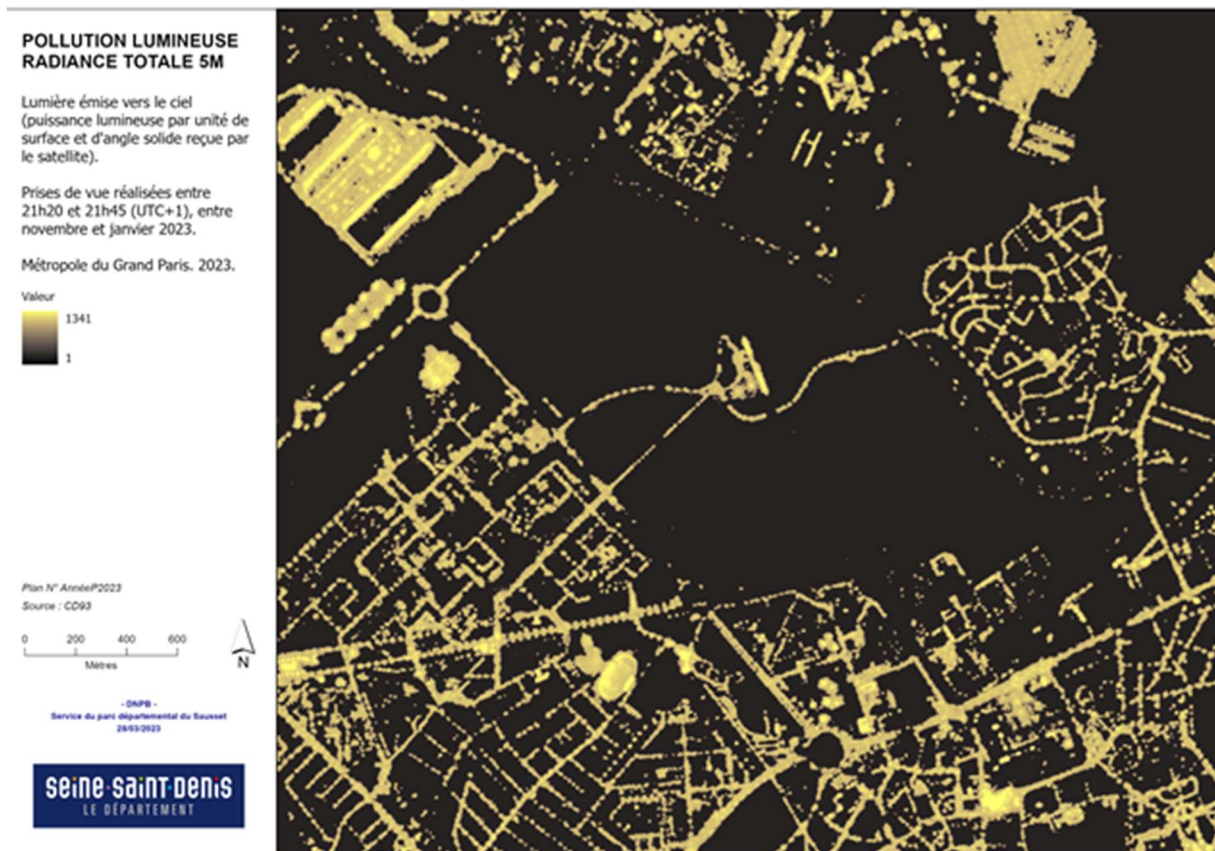 POLLUTION LUMINEUSE
RADIANCE TOTALE 5M
Lumière émise vers le ciel
(puissance lumineuse par unité de
surface et d'angle solide reçue par
le satellite).
Prises de vue réalisées entre
21h20 et 21h45 (UTC+1), entre
novembre et janvier 2023.
Métropole du Grand Paris. 2023.
Valeur
1341
1
Plan N° AnnéeP2023
Source : CD93
0 200 400 600
Mètres
N
- DNPB -
Service du parc départemental du Sausset
28/03/2023
seine-saint-denis
LE DÉPARTEMENT